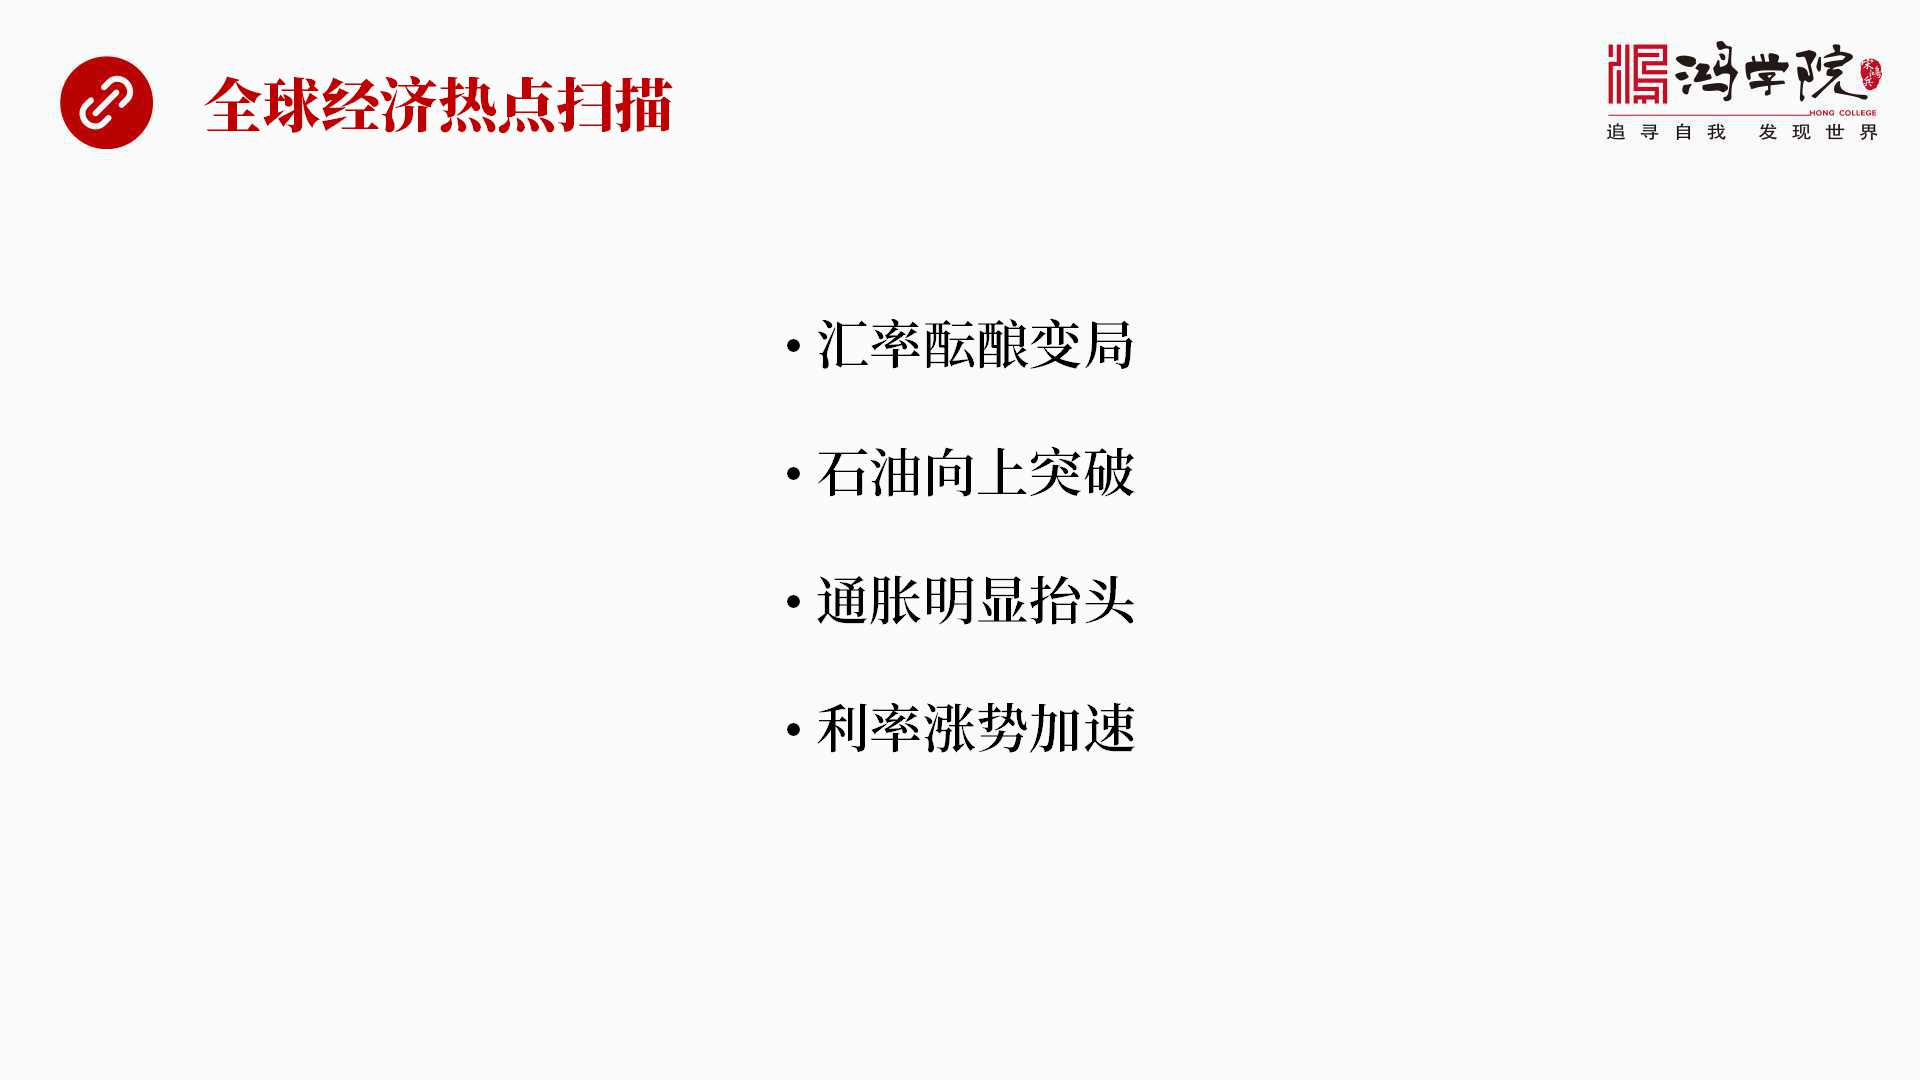 全球经济热点扫描
鸿学院
HONG COLLEGE
追寻自我 发现世界
• 汇率酝酿变局
• 石油向上突破
• 通胀明显抬头
• 利率涨势加速